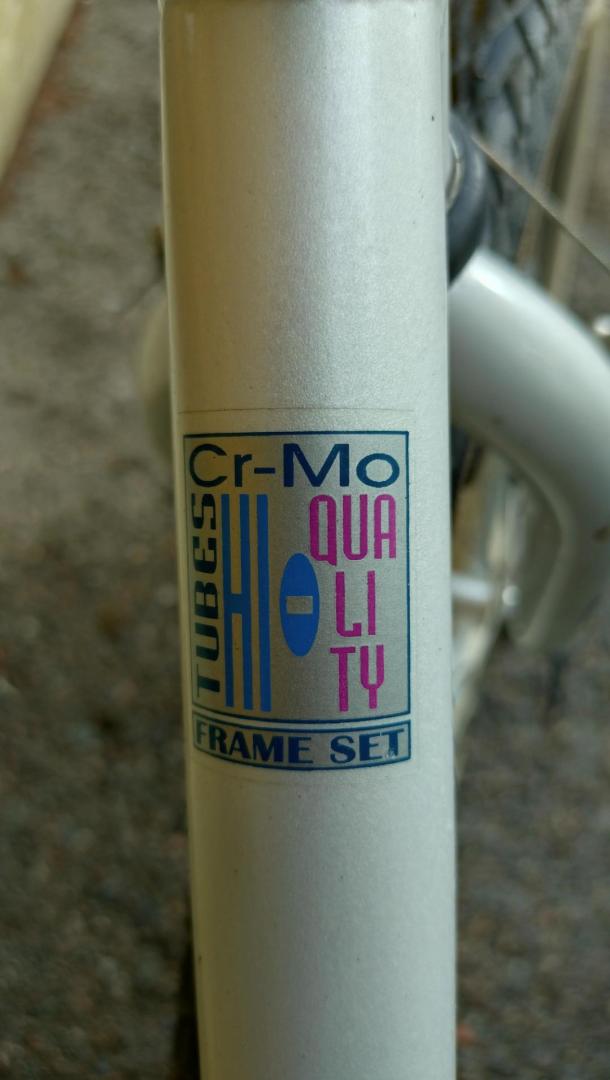 Cr-Mo
TUBES
HI
QUA
LI
TY
FRAME SET